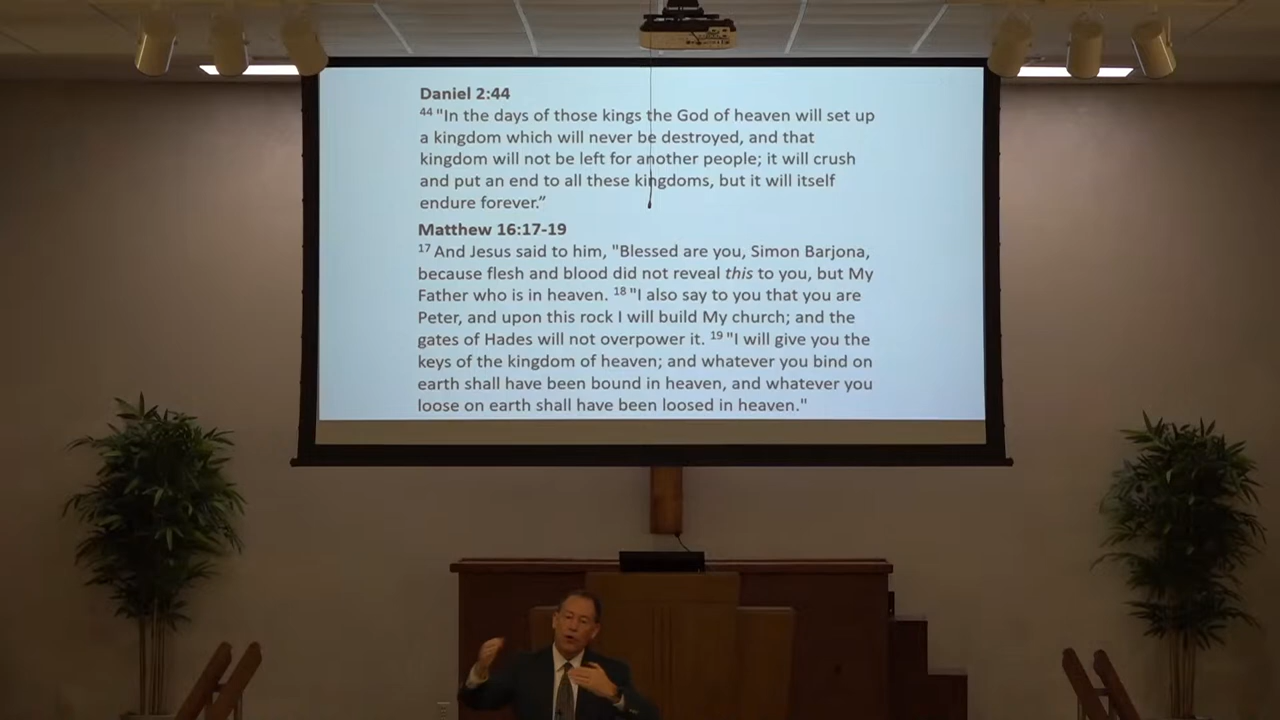 Daniel 2:44
44 "In the days of those kings the God of heaven will set up
a kingdom which will never be destroyed, and that
kingdom will not be left for another people; it will crush
and put an end to all these kingdoms, but it will itself
endure forever.”
Matthew 16:17-19
17 And Jesus said to him, "Blessed are you, Simon Barjona,
because flesh and blood did not reveal this to you, but My
Father who is in heaven. 18 "I also say to you that you are
Peter, and upon this rock I will build My church; and the
gates of Hades will not overpower it. 19 "I will give you the
keys of the kingdom of heaven; and whatever you bind on
earth shall have been bound in heaven, and whatever you
loose on earth shall have been loosed in heaven."